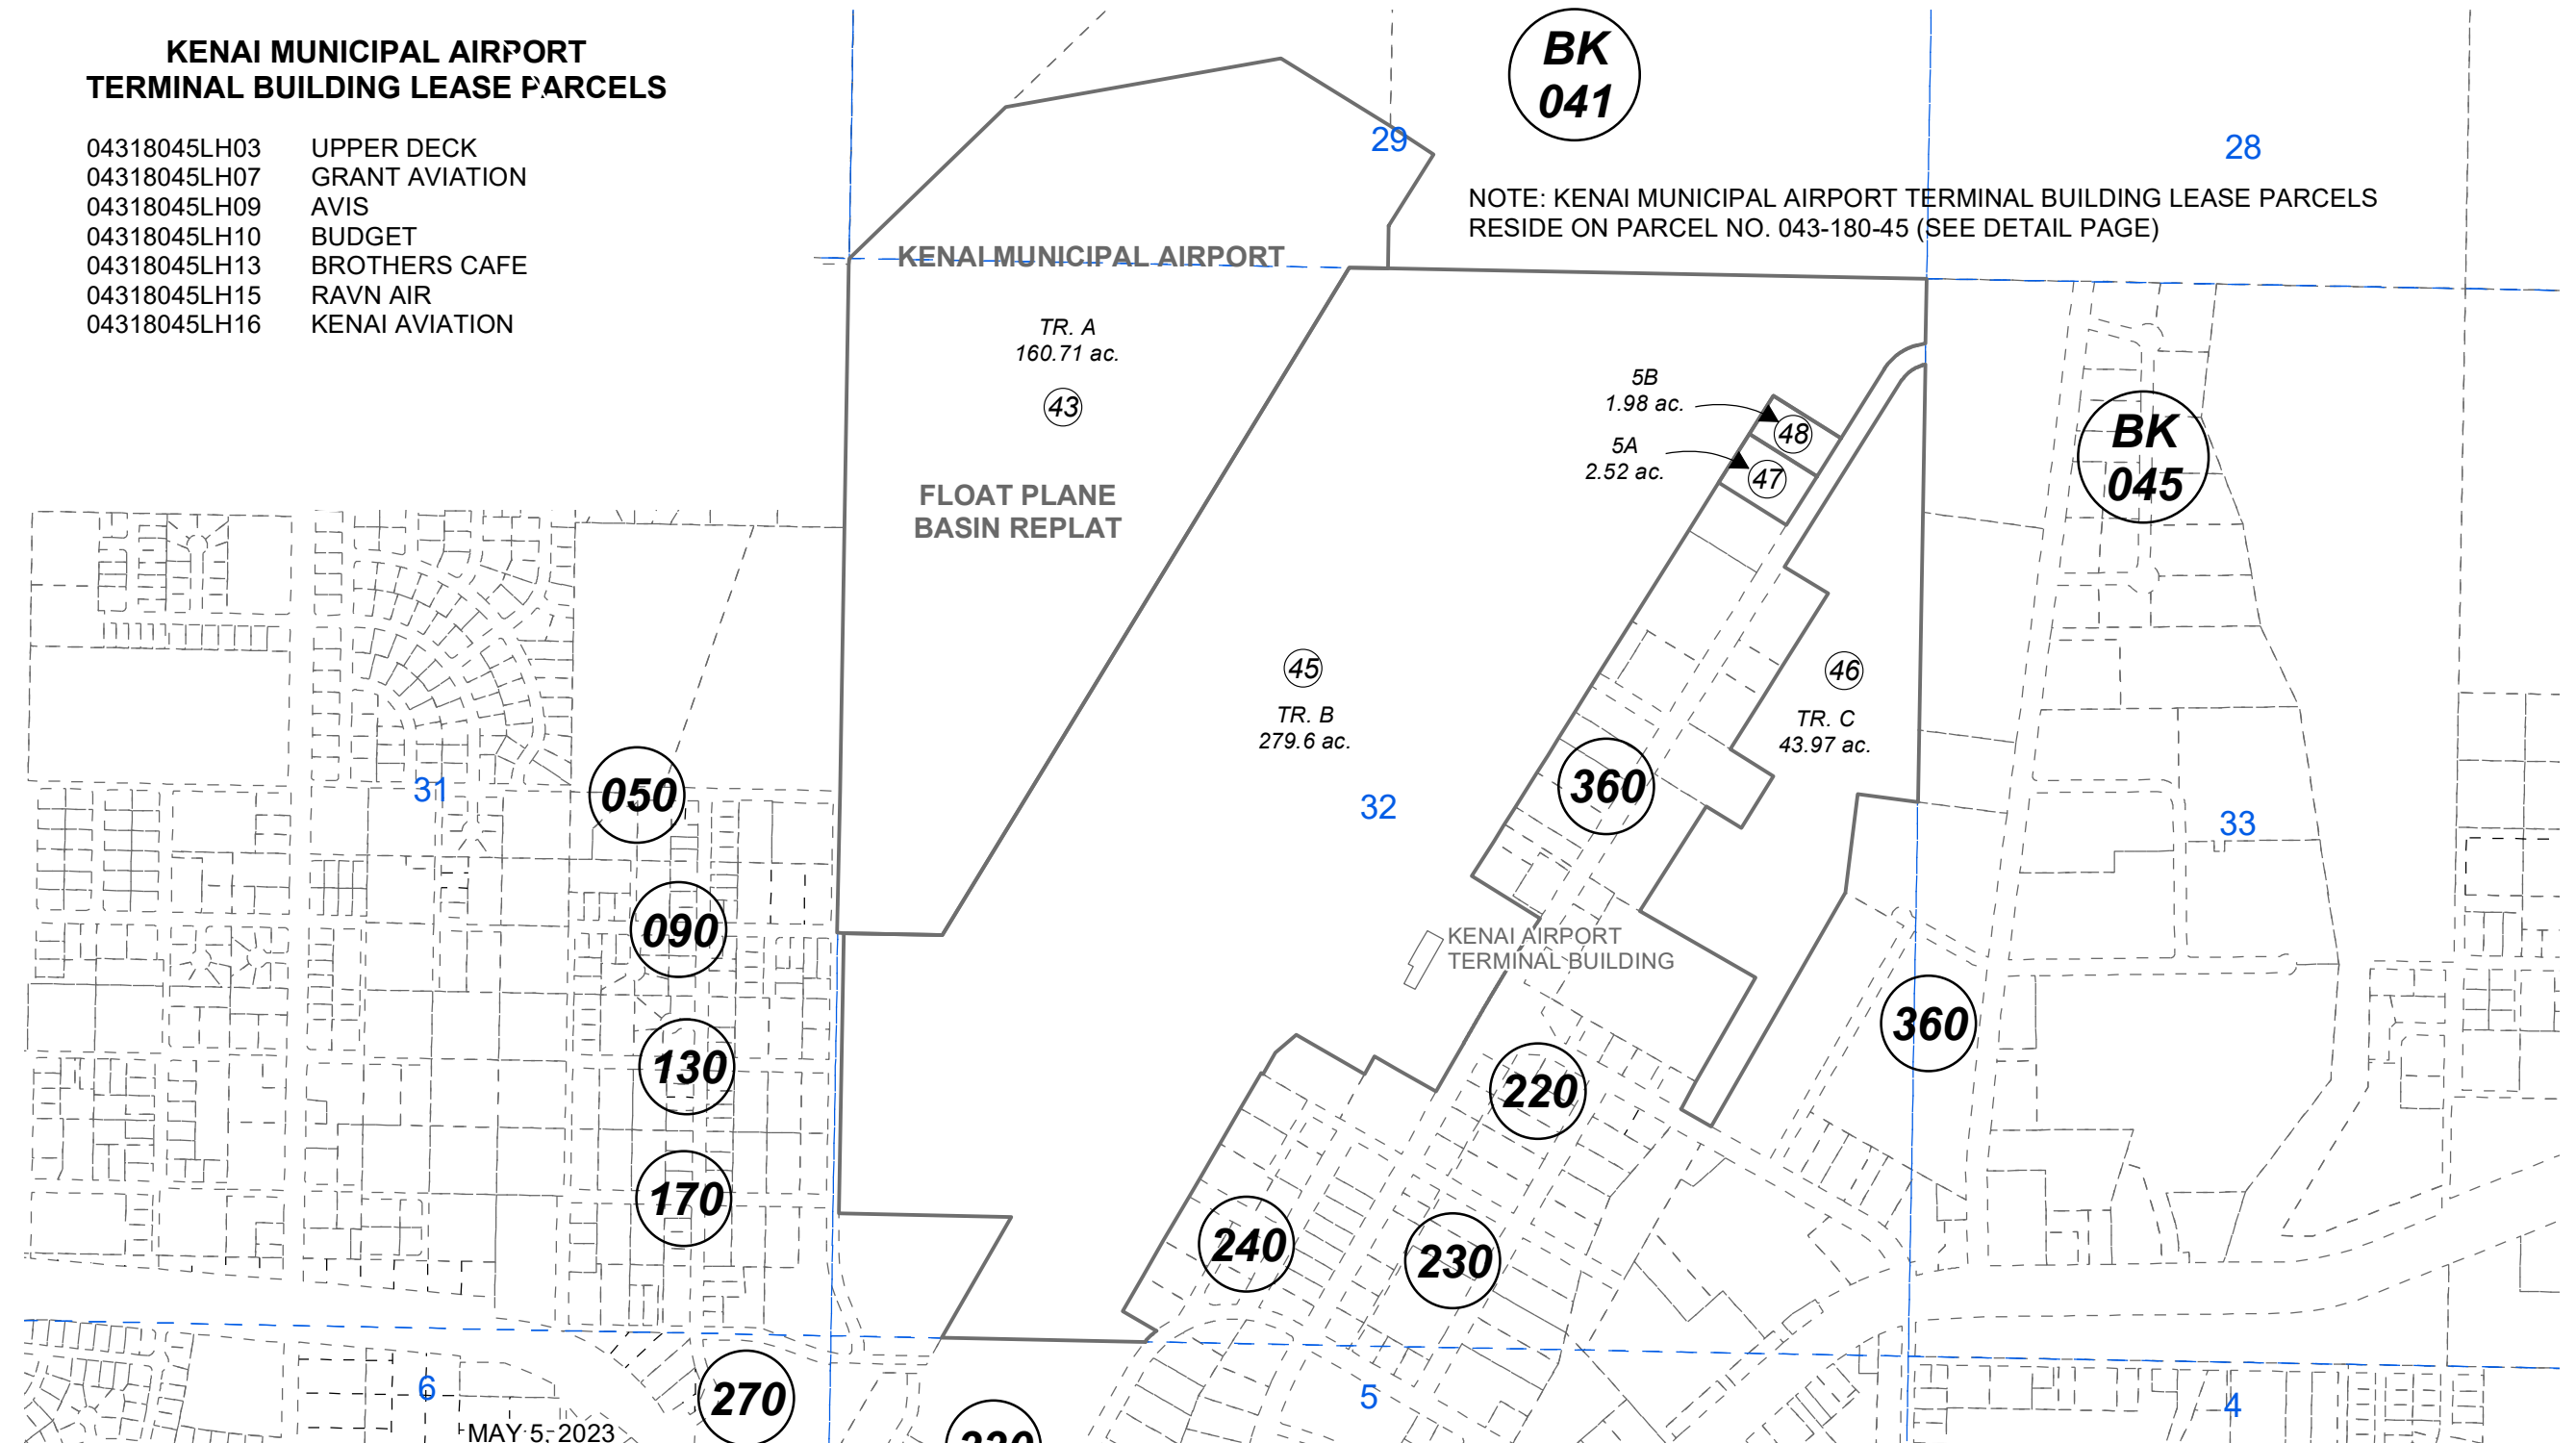 KENAI MUNICIPAL AIRPORT
TERMINAL BUILDING LEASE PARCELS
04318045LH03 UPPER DECK
04318045LH07 GRANT AVIATION
04318045LH09 AVIS
04318045LH10 BUDGET
04318045LH13 BROTHERS CAFE
04318045LH15 RAVN AIR
04318045LH16 KENAI AVIATION
BK
041
29
28
NOTE: KENAI MUNICIPAL AIRPORT TERMINAL BUILDING LEASE PARCELS
RESIDE ON PARCEL NO. 043-180-45 (SEE DETAIL PAGE)
KENAI MUNICIPAL AIRPORT
TR. A
160.71 ac.
43
FLOAT PLANE
BASIN REPLAT
5B
1.98 ac.
48
5A
2.52 ac.
47
BK
045
45
TR. B
279.6 ac.
46
TR. C
43.97 ac.
31
050
32
360
33
090
KENAI AIRPORT
TERMINAL BUILDING
360
130
220
170
240
230
270
6
5
4
MAY 5, 2023